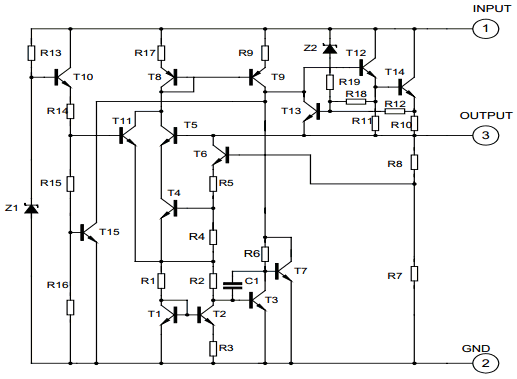 INPUT
1
R13
R17
R9
Z2
T12
T10
T8
T9
R19
T14
R18
R14
T13
R12
R11
R10
OUTPUT
T11
T5
3
T6
R8
R15
R5
T4
Z1
T15
R4
R6
T7
R7
R16
R1
R2
C1
T3
T1
T2
R3
GND
2